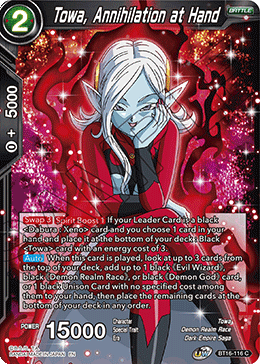 2
Towa, Annihilation at Hand
BATTLE
0 + 5000
Swap 3 Spirit Boost 1 If your Leader Card is a black
<Dabura: Xeno> card and you choose 1 card in your
hand and place it at the bottom of your deck: Black
<Towa> card with an energy cost of 3.
Auto When this card is played, look at up to 3 cards from
the top of your deck, add up to 1 black ⟪Evil Wizard⟫,
black ⟪Demon Realm Race⟫, or black ⟪Demon God⟫ card,
or 1 black Unison Card with no specified cost among
them to your hand, then place the remaining cards at the
bottom of your deck in any order.
POWER 15000
Character Towa
Special Trait Demon Realm Race
Era Dark Empire Saga
BANDAI MADE IN JAPAN EN
UW
BT16-116 C